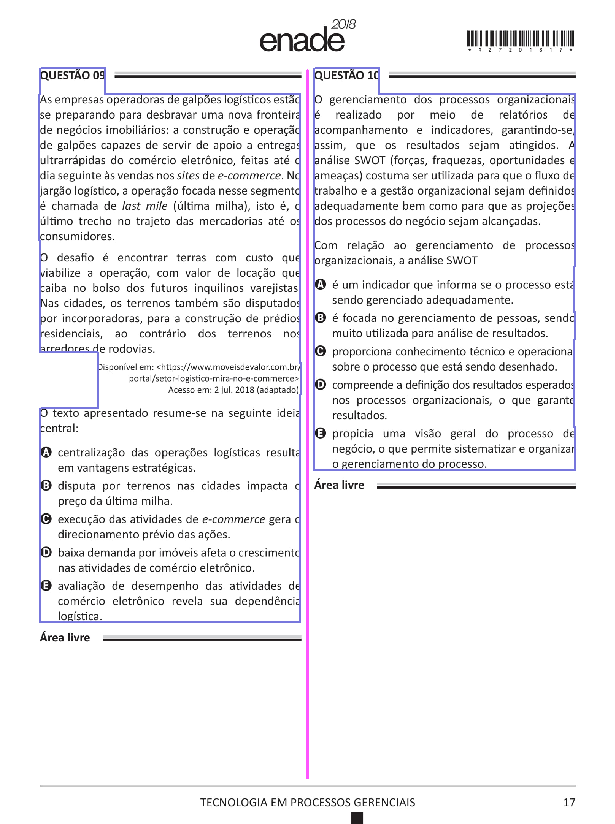 enade 2018
*R27201817*
QUESTÃO 09
As empresas operadoras de galpões logísticos estão
se preparando para desbravar uma nova fronteira
de negócios imobiliários: a construção e operação
de galpões capazes de servir de apoio a entregas
ultrarrápidas do comércio eletrônico, feitas até o
dia seguinte às vendas nos sites de e-commerce. No
jargão logístico, a operação focada nesse segmento
é chamada de last mile (última milha), isto é, o
último trecho no trajeto das mercadorias até os
consumidores.
O desafio é encontrar terras com custo que
viabilize a operação, com valor de locação que
caiba no bolso dos futuros inquilinos varejistas.
Nas cidades, os terrenos também são disputados
por incorporadoras, para a construção de prédios
residenciais, ao contrário dos terrenos nos
arredores de rodovias.
Disponível em: <https://www.moveisdevalor.com.br/
portal/setor-logistico-mira-no-e-commerce>.
Acesso em: 2 jul. 2018 (adaptado).
O texto apresentado resume-se na seguinte ideia
central:
A centralização das operações logísticas resulta
em vantagens estratégicas.
B disputa por terrenos nas cidades impacta o
preço da última milha.
C execução das atividades de e-commerce gera o
direcionamento prévio das ações.
D baixa demanda por imóveis afeta o crescimento
nas atividades de comércio eletrônico.
E avaliação de desempenho das atividades de
comércio eletrônico revela sua dependência
logística.
Área livre
QUESTÃO 10
O gerenciamento dos processos organizacionais
é realizado por meio de relatórios de
acompanhamento e indicadores, garantindo-se,
assim, que os resultados sejam atingidos. A
análise SWOT (forças, fraquezas, oportunidades e
ameaças) costuma ser utilizada para que o fluxo de
trabalho e a gestão organizacional sejam definidos
adequadamente bem como para que as projeções
dos processos do negócio sejam alcançadas.
Com relação ao gerenciamento de processos
organizacionais, a análise SWOT
A é um indicador que informa se o processo está
sendo gerenciado adequadamente.
B é focada no gerenciamento de pessoas, sendo
muito utilizada para análise de resultados.
C proporciona conhecimento técnico e operacional
sobre o processo que está sendo desenhado.
D compreende a definição dos resultados esperados
nos processos organizacionais, o que garante
resultados.
E propicia uma visão geral do processo de
negócio, o que permite sistematizar e organizar
o gerenciamento do processo.
Área livre
TECNOLOGIA EM PROCESSOS GERENCIAIS
17